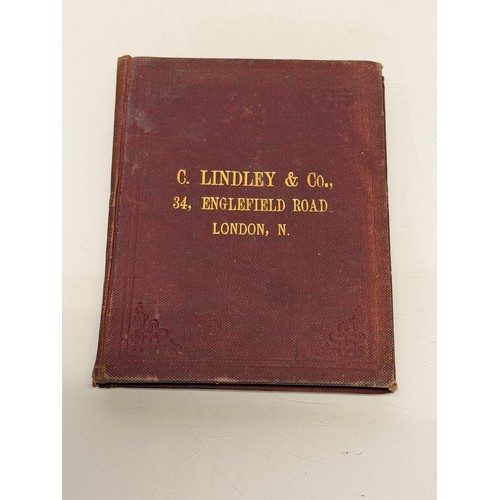 C. LINDLEY & Co.,
34, ENGLEFIELD ROAD
LONDON, N.